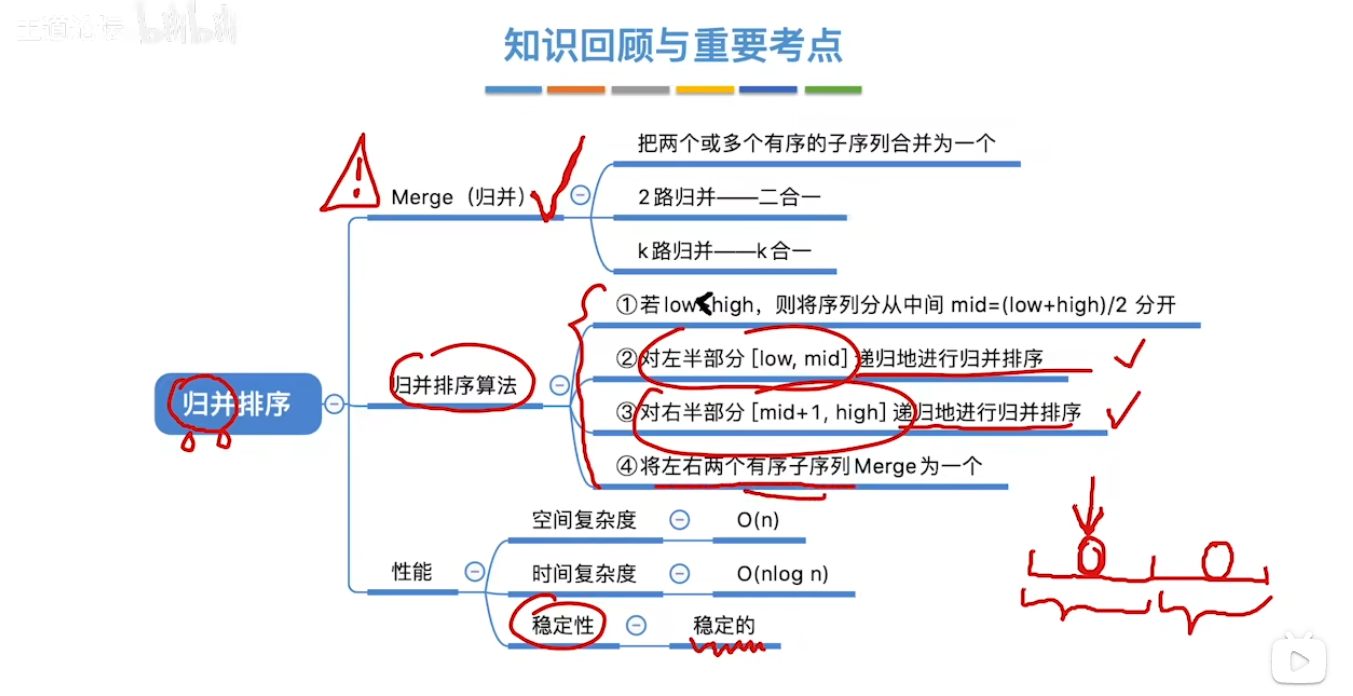 王道论坛 bilibili
知识回顾与重要考点
Merge（归并）
把两个或多个有序的子序列合并为一个
2路归并——二合一
k路归并——k合一
归并排序
归并排序算法
①若low<high，则将序列分从中间 mid=(low+high)/2 分开
②对左半部分 [low, mid] 递归地进行归并排序
③对右半部分 [mid+1, high] 递归地进行归并排序
④将左右两个有序子序列Merge为一个
性能
空间复杂度
O(n)
时间复杂度
O(nlog n)
稳定性
稳定的